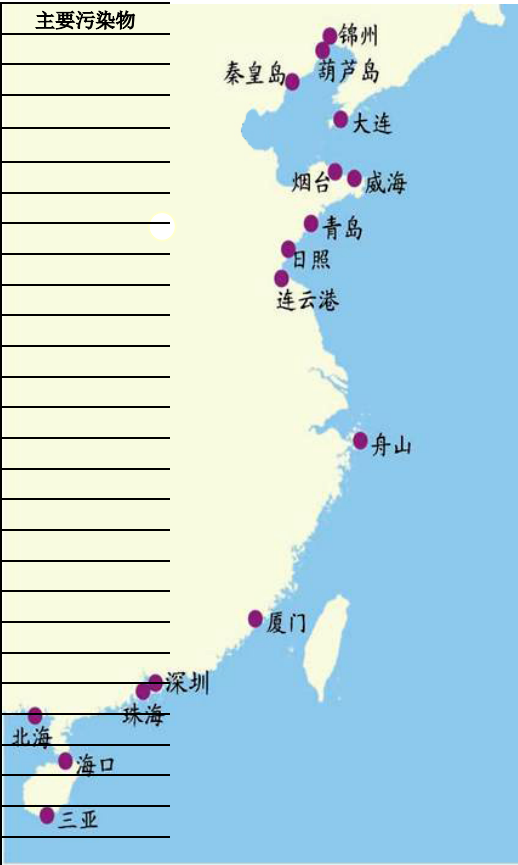 主要污染物
锦州
葫芦岛
秦皇岛
大连
烟台
威海
青岛
日照
连云港
舟山
厦门
深圳
珠海
北海
海口
三亚